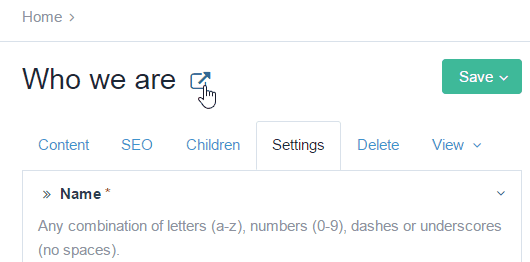 Home
Who we are
Save
Content SEO Children Settings Delete View
Name *
Any combination of letters (a-z), numbers (0-9), dashes or underscores
(no spaces).